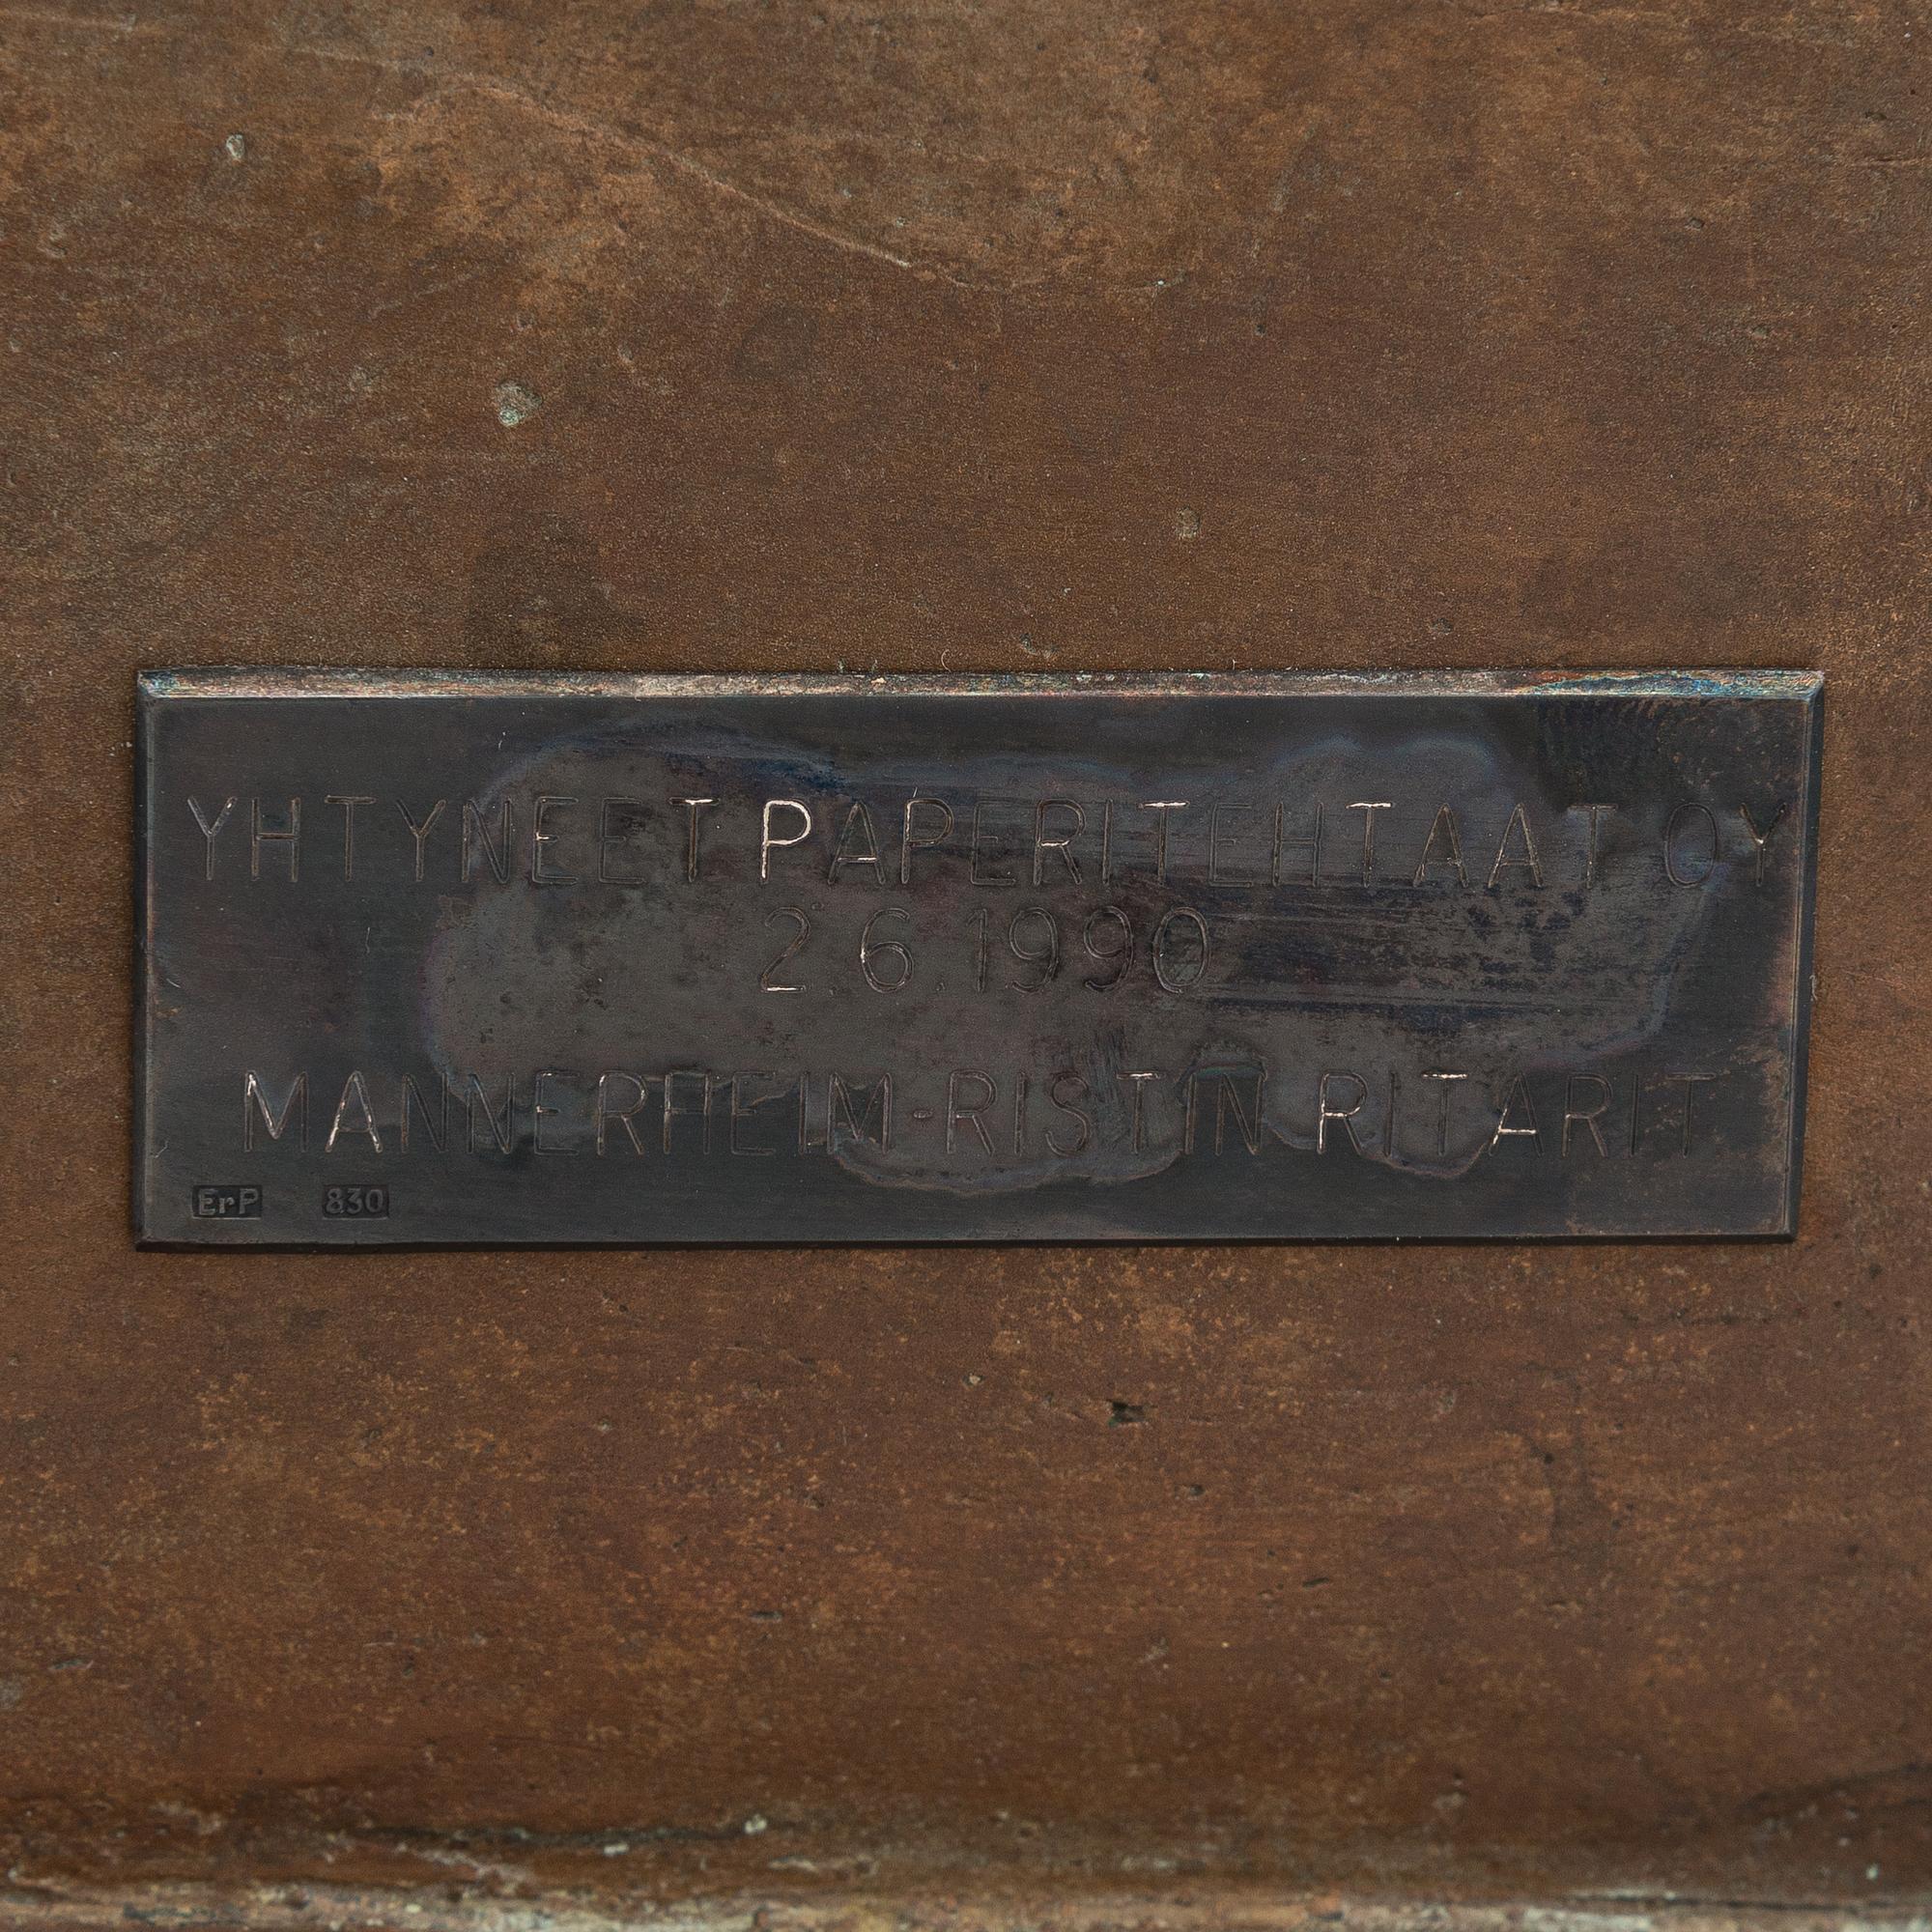 YHTYNEET PAPERITEHTAAT OY
2.6.1990
MANNERHEIM-RISTIN RITARIT
ErP 830